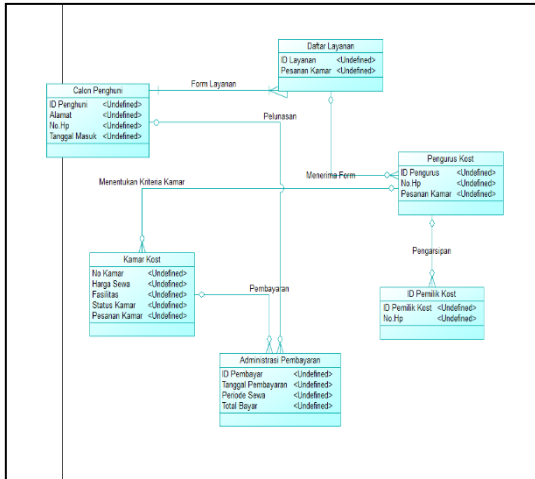 Daftar Layanan
ID Layanan <Undefined>
Pesanan Kamar <Undefined>
Form Layanan
Calon Penghuni
ID Penghuni <Undefined>
Alamat <Undefined>
No.Hp <Undefined>
Tanggal Masuk <Undefined>
Pelunasan
Pengurus Kost
ID Pengurus <Undefined>
No.Hp <Undefined>
Pesanan Kamar <Undefined>
Menerima Form
Menentukan Kriteria Kamar
Pengarsipan
Kamar Kost
No Kamar <Undefined>
Harga Sewa <Undefined>
Fasilitas <Undefined>
Status Kamar <Undefined>
Pesanan Kamar <Undefined>
Pembayaran
ID Pemilik Kost
ID Pemilik Kost <Undefined>
No.Hp <Undefined>
Administrasi Pembayaran
ID Pembayar <Undefined>
Tanggal Pembayaran <Undefined>
Periode Sewa <Undefined>
Total Bayar <Undefined>